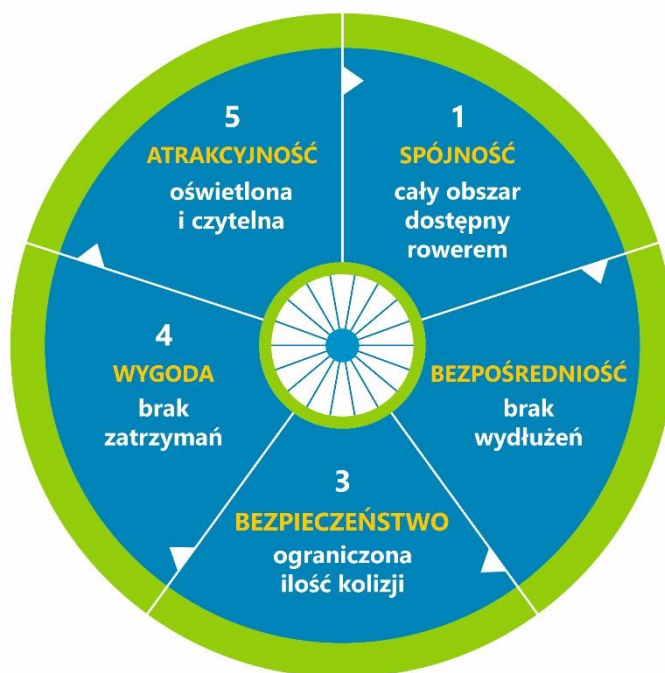 1
SPÓJNOŚĆ
cały obszar
dostępny
rowerem
BEZPOŚREDNIOŚĆ
brak
wydłużeń
3
BEZPIECZEŃSTWO
ograniczona
ilość kolizji
4
WYGODA
brak
zatrzymań
5
ATRAKCYJNOŚĆ
oświetlona
i czytelna